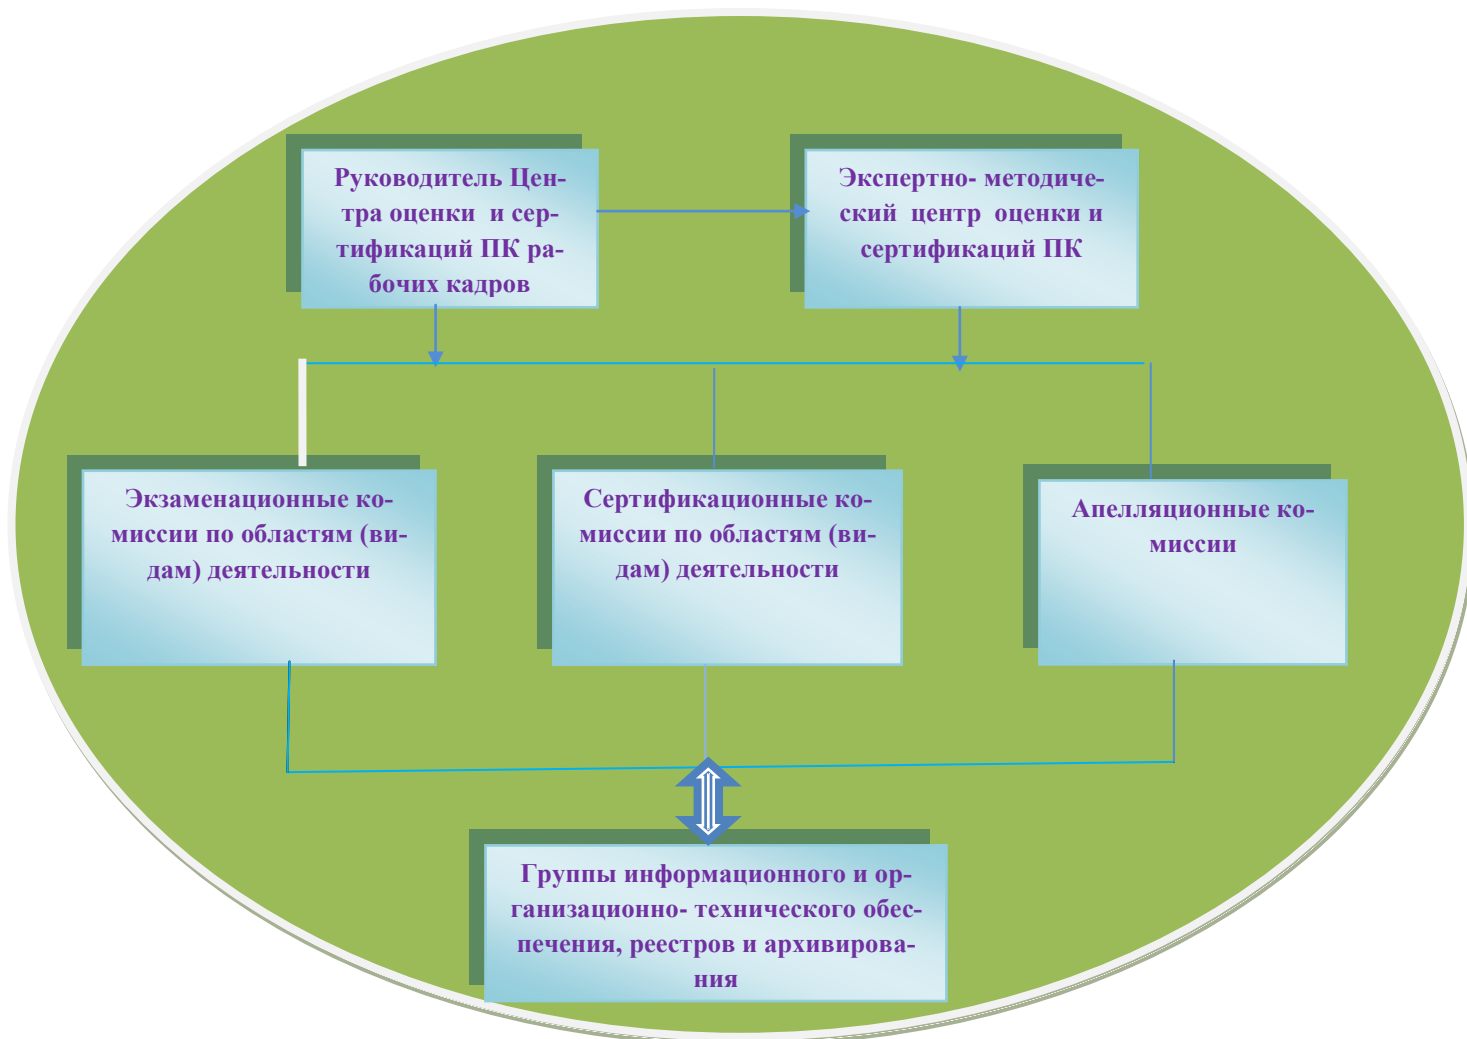 Руководитель Цен-
тра оценки и сер-
тификаций ПК ра-
бочих кадров
Экспертно- методиче-
ский центр оценки и
сертификаций ПК
Экзаменационные ко-
миссии по областям (ви-
дам) деятельности
Сертификационные ко-
миссии по областям (ви-
дам) деятельности
Апелляционные ко-
миссии
Группы информационного и ор-
ганизационно- технического обес-
печения, реестров и архивирова-
ния